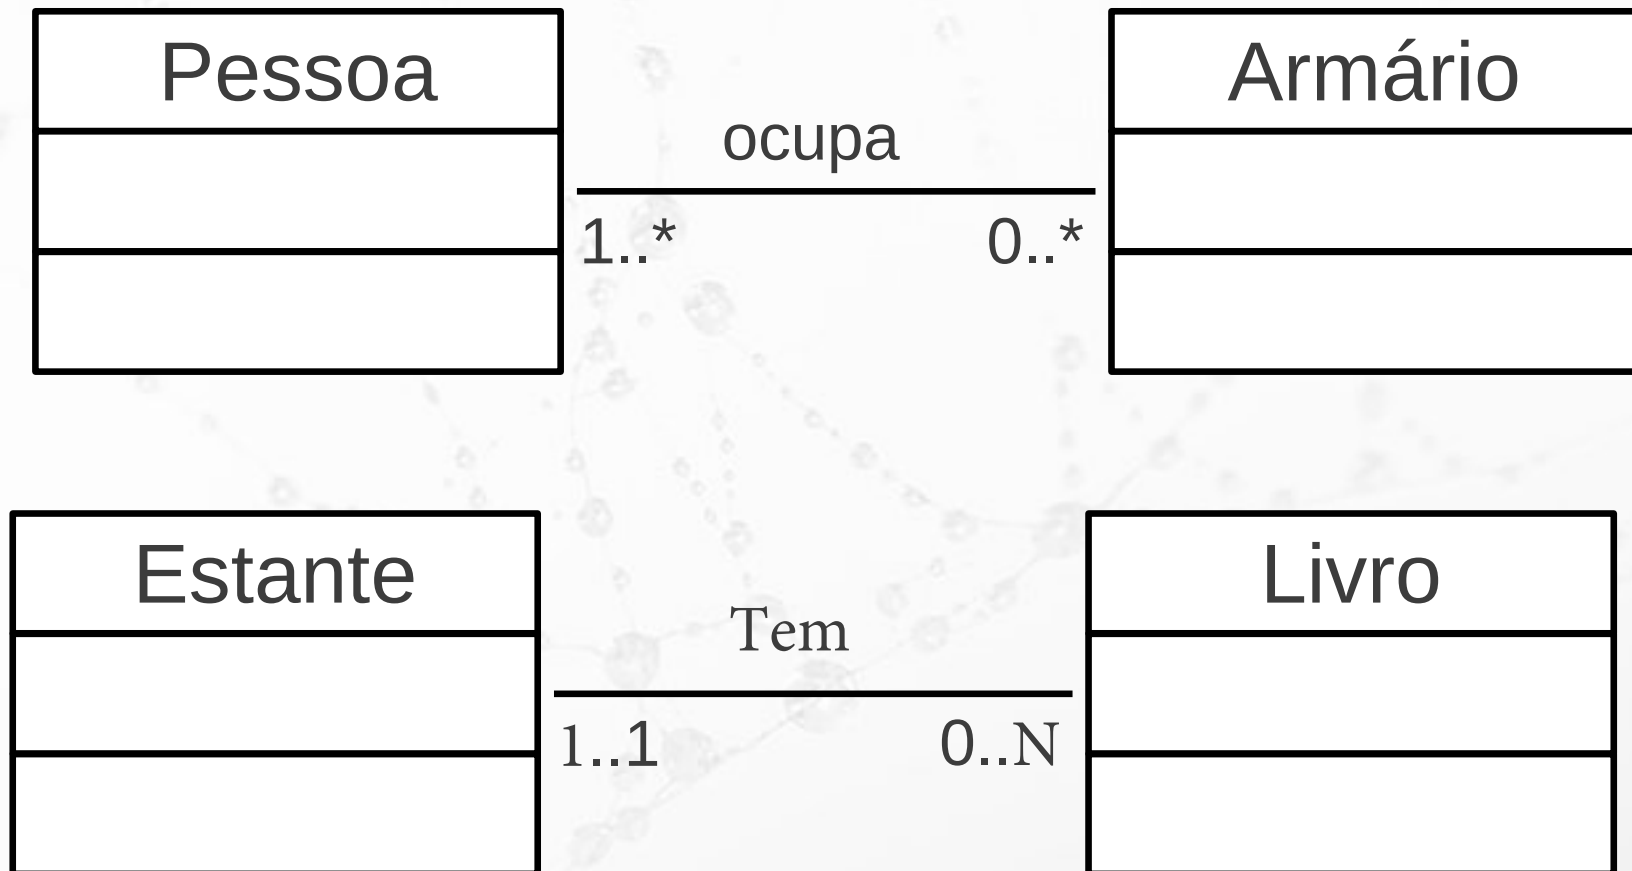 Pessoa
Armário
ocupa
1..*
0..*
Estante
Livro
Tem
1..1
0..N